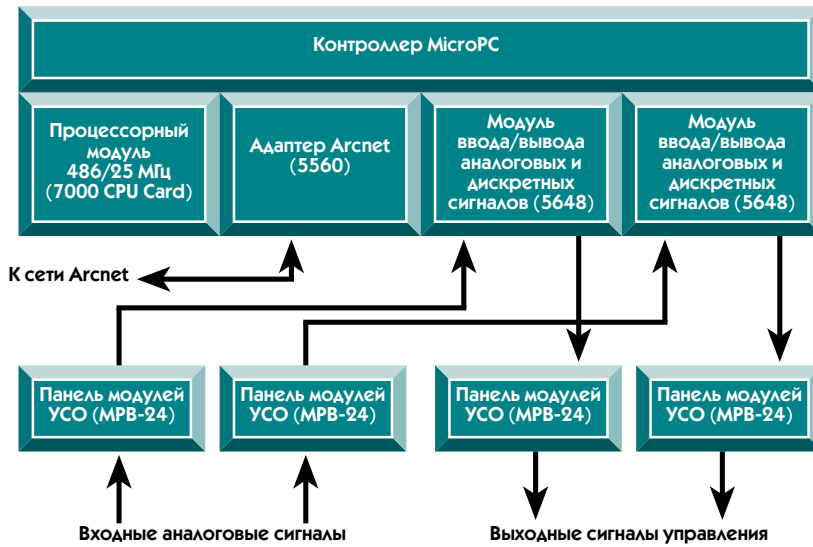 Контроллер MicroPC
Процессорный
модуль
486/25 МГц
(7000 CPU Card)
Адаптер Arcnet
(5560)
Модуль
ввода/вывода
аналоговых и
дискретных
сигналов (5648)
Модуль
ввода/вывода
аналоговых и
дискретных
сигналов (5648)
К сети Arcnet
Панель модулей
УСО (МРВ-24)
Панель модулей
УСО (МРВ-24)
Панель модулей
УСО (МРВ-24)
Панель модулей
УСО (МРВ-24)
Входные аналоговые сигналы
Выходные сигналы управления